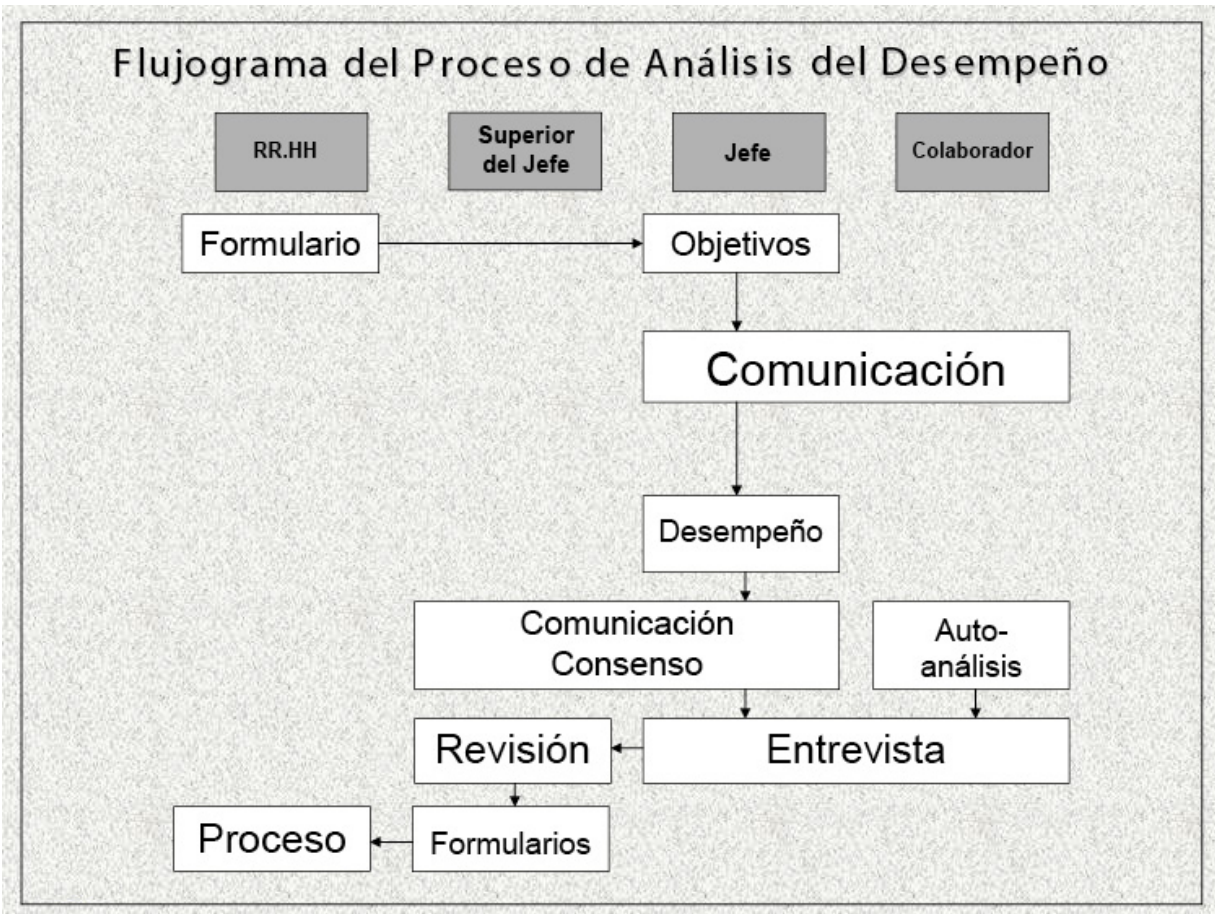 Flujograma del Proceso de Análisis del Desempeño
RR.HH
Superior
del Jefe
Jefe
Colaborador
Formulario
Objetivos
Comunicación
Desempeño
Comunicación
Consenso
Auto-
análisis
Revisión
Entrevista
Proceso
Formularios